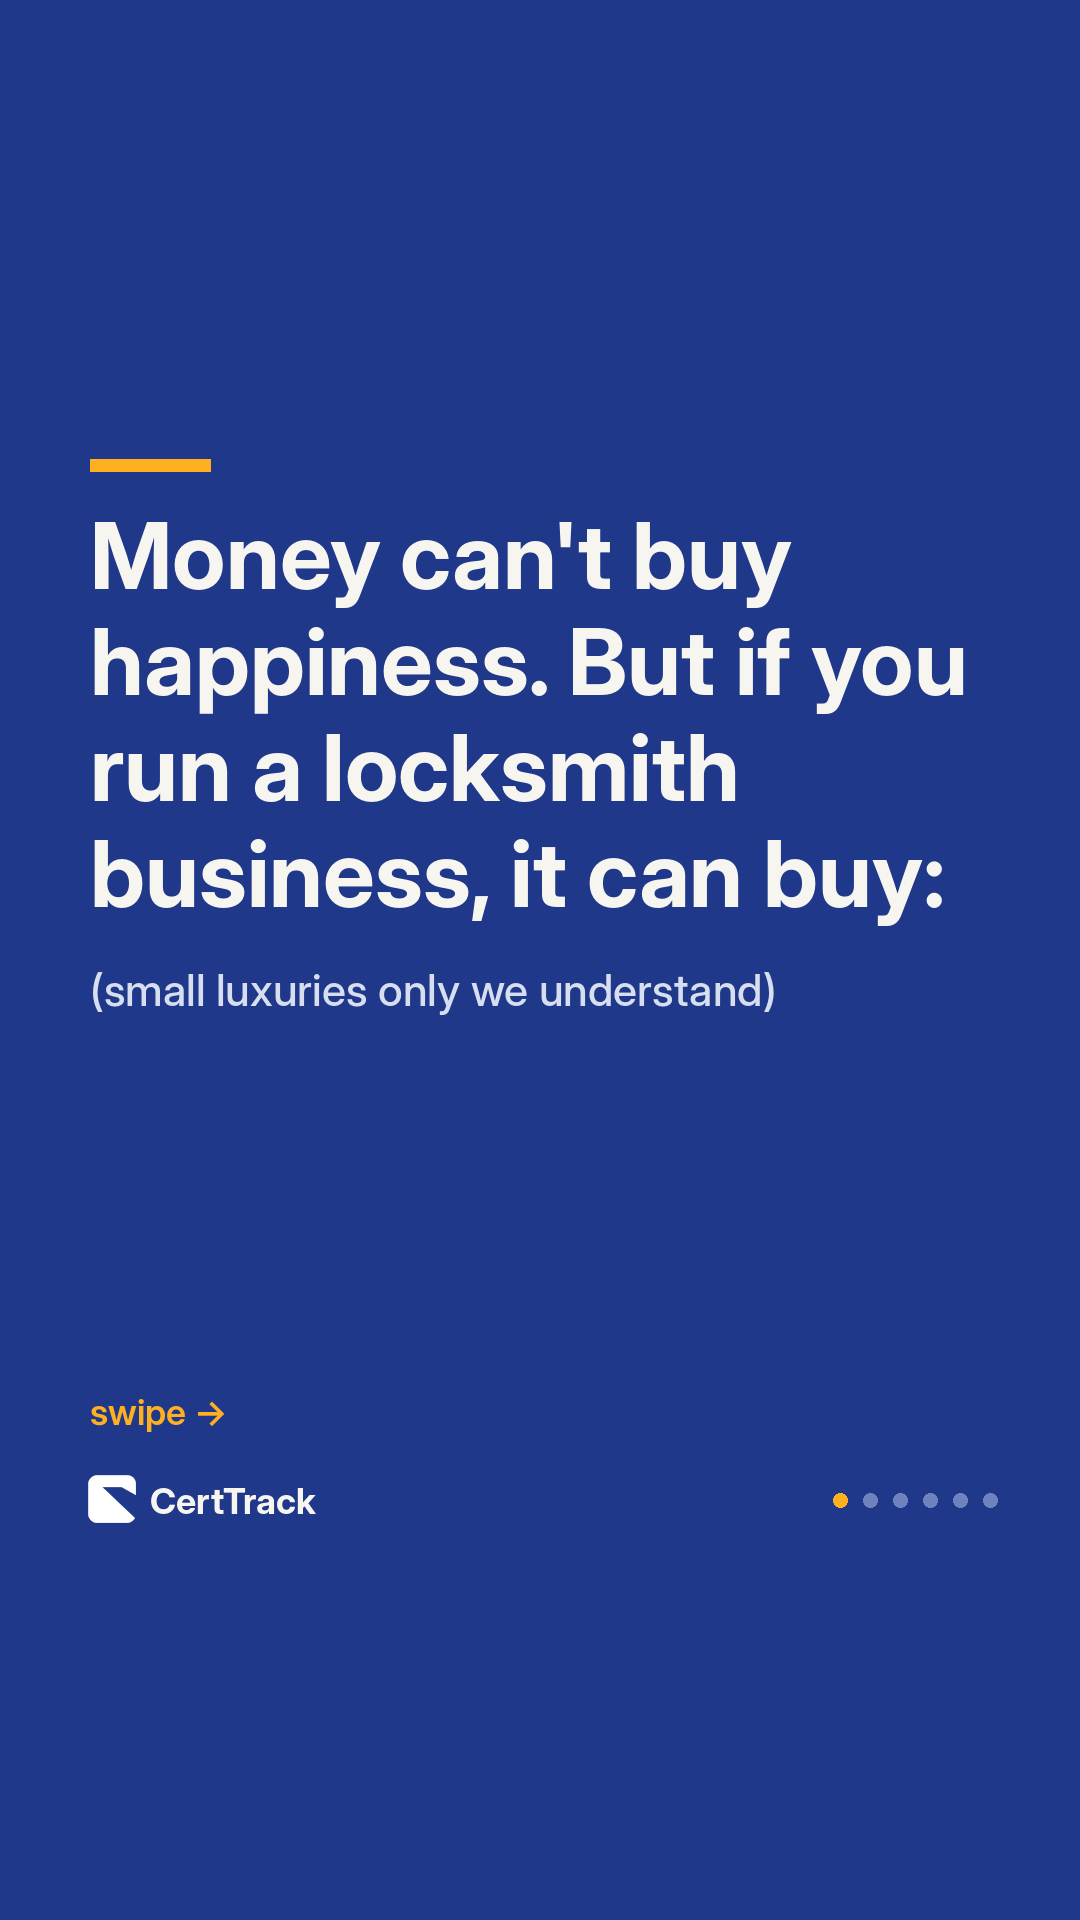 Money can't buy
happiness. But if you
run a locksmith
business, it can buy:
(small luxuries only we understand)
swipe →
CertTrack